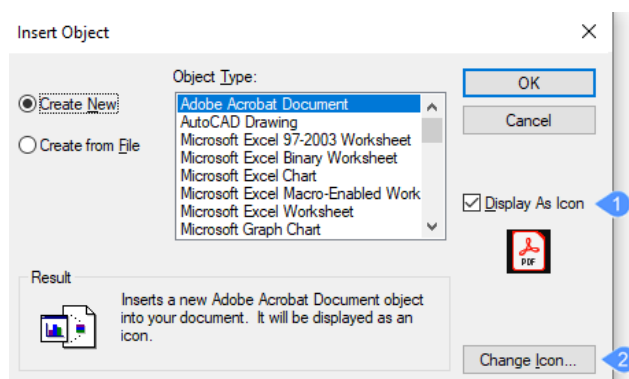 Insert Object
Create New
Create from File
Object Type:
Adobe Acrobat Document
AutoCAD Drawing
Microsoft Excel 97-2003 Worksheet
Microsoft Excel Binary Worksheet
Microsoft Excel Chart
Microsoft Excel Macro-Enabled Work
Microsoft Excel Worksheet
Microsoft Graph Chart
OK
Cancel
Display As Icon
1
PDF
Result
Inserts a new Adobe Acrobat Document object
into your document. It will be displayed as an
icon.
Change Icon...
2